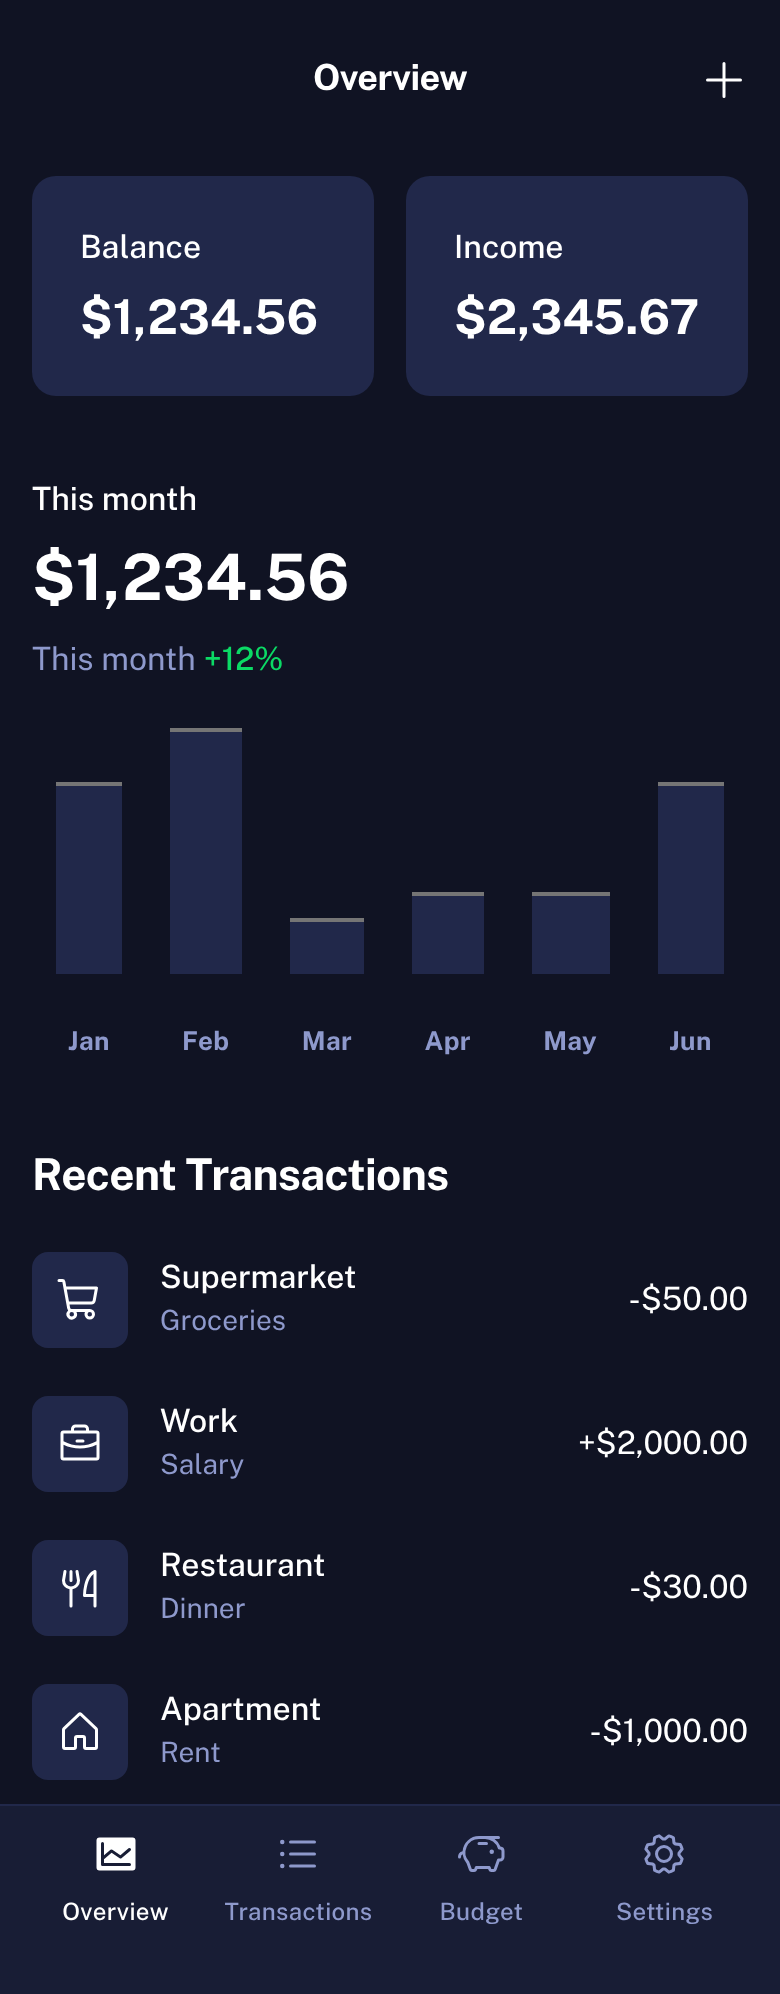 Overview
Balance
$1,234.56
Income
$2,345.67
This month
$1,234.56
This month +12%
Jan Feb Mar Apr May Jun
Recent Transactions
Supermarket
Groceries
-$50.00
Work
Salary
+$2,000.00
Restaurant
Dinner
-$30.00
Apartment
Rent
-$1,000.00
Overview Transactions Budget Settings